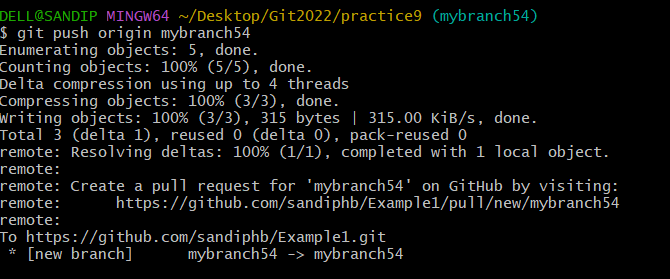 DELL@SANDIP MINGW64 ~/Desktop/Git2022/practice9 (mybranch54)
$ git push origin mybranch54
Enumerating objects: 5, done.
Counting objects: 100% (5/5), done.
Delta compression using up to 4 threads
Compressing objects: 100% (3/3), done.
Writing objects: 100% (3/3), 315 bytes | 315.00 KiB/s, done.
Total 3 (delta 1), reused 0 (delta 0), pack-reused 0
remote: Resolving deltas: 100% (1/1), completed with 1 local object.
remote:
remote: Create a pull request for 'mybranch54' on GitHub by visiting:
remote:      https://github.com/sandiphb/Example1/pull/new/mybranch54
remote:
To https://github.com/sandiphb/Example1.git
 * [new branch]      mybranch54 -> mybranch54